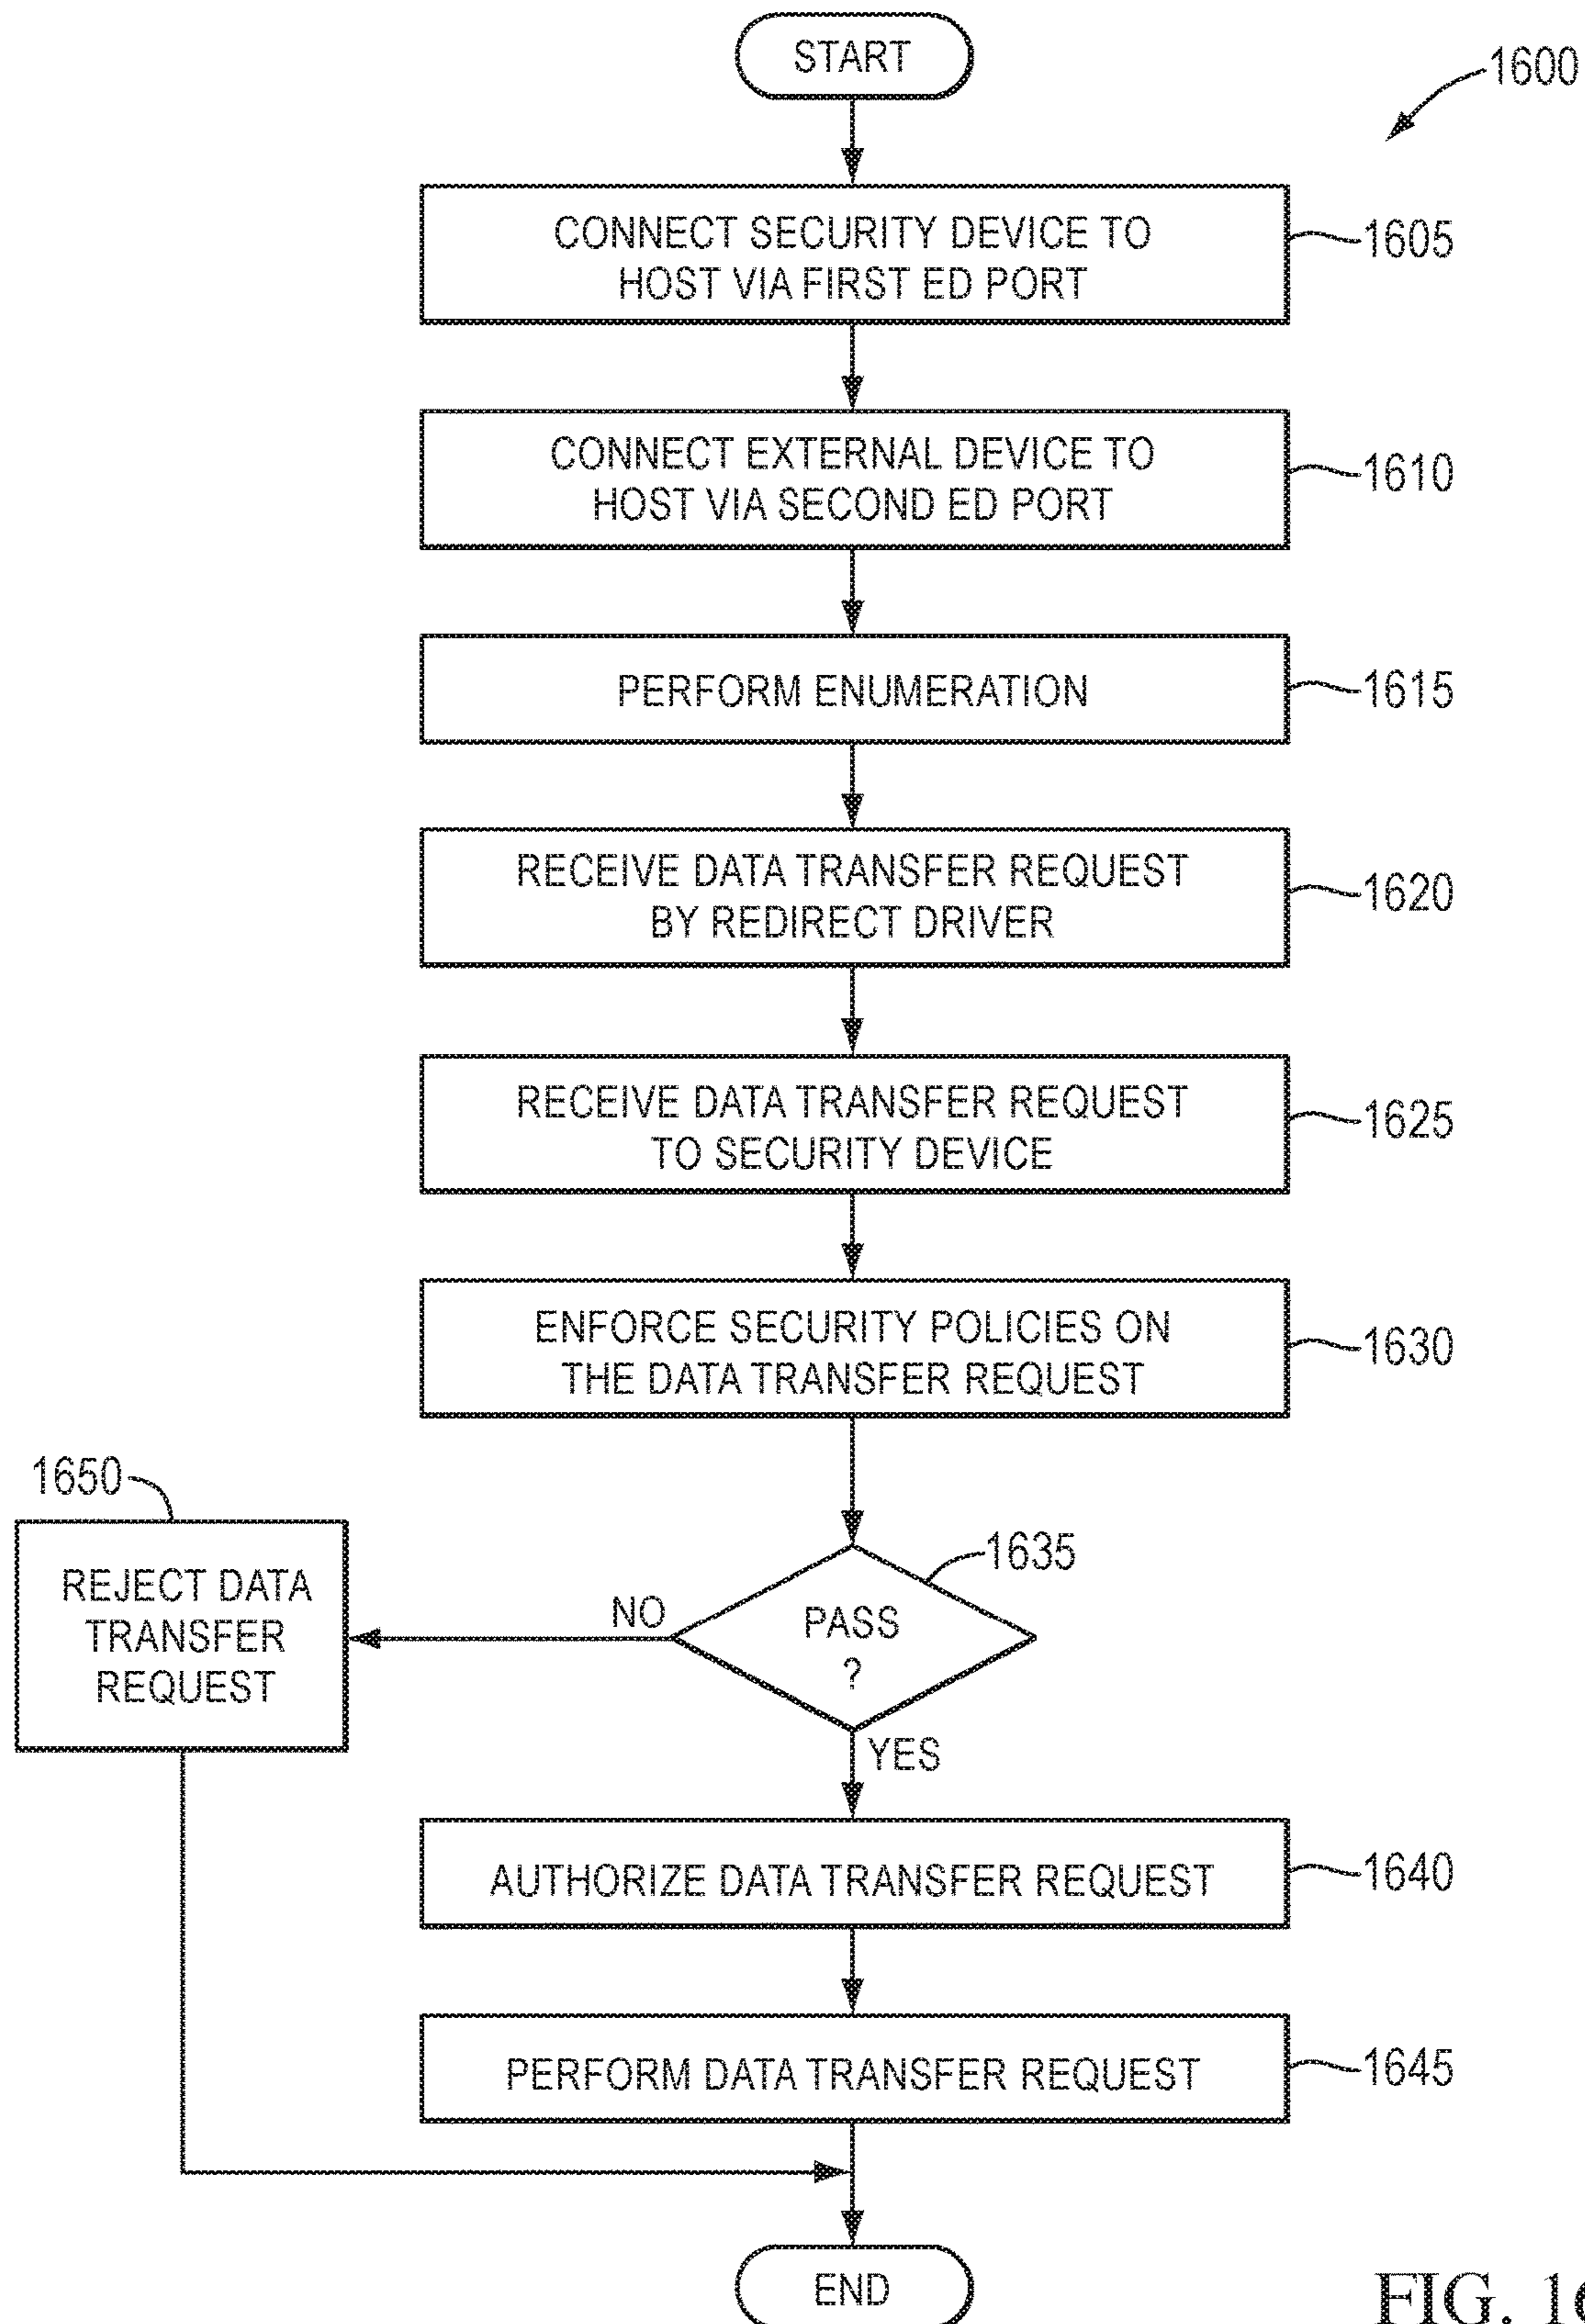 START
1600
CONNECT SECURITY DEVICE TO
HOST VIA FIRST ED PORT
1605
CONNECT EXTERNAL DEVICE TO
HOST VIA SECOND ED PORT
1610
PERFORM ENUMERATION
1615
RECEIVE DATA TRANSFER REQUEST
BY REDIRECT DRIVER
1620
RECEIVE DATA TRANSFER REQUEST
TO SECURITY DEVICE
1625
ENFORCE SECURITY POLICIES ON
THE DATA TRANSFER REQUEST
1630
1650
REJECT DATA
TRANSFER
REQUEST
NO
PASS
?
1635
YES
AUTHORIZE DATA TRANSFER REQUEST
1640
PERFORM DATA TRANSFER REQUEST
1645
END
FIG. 16